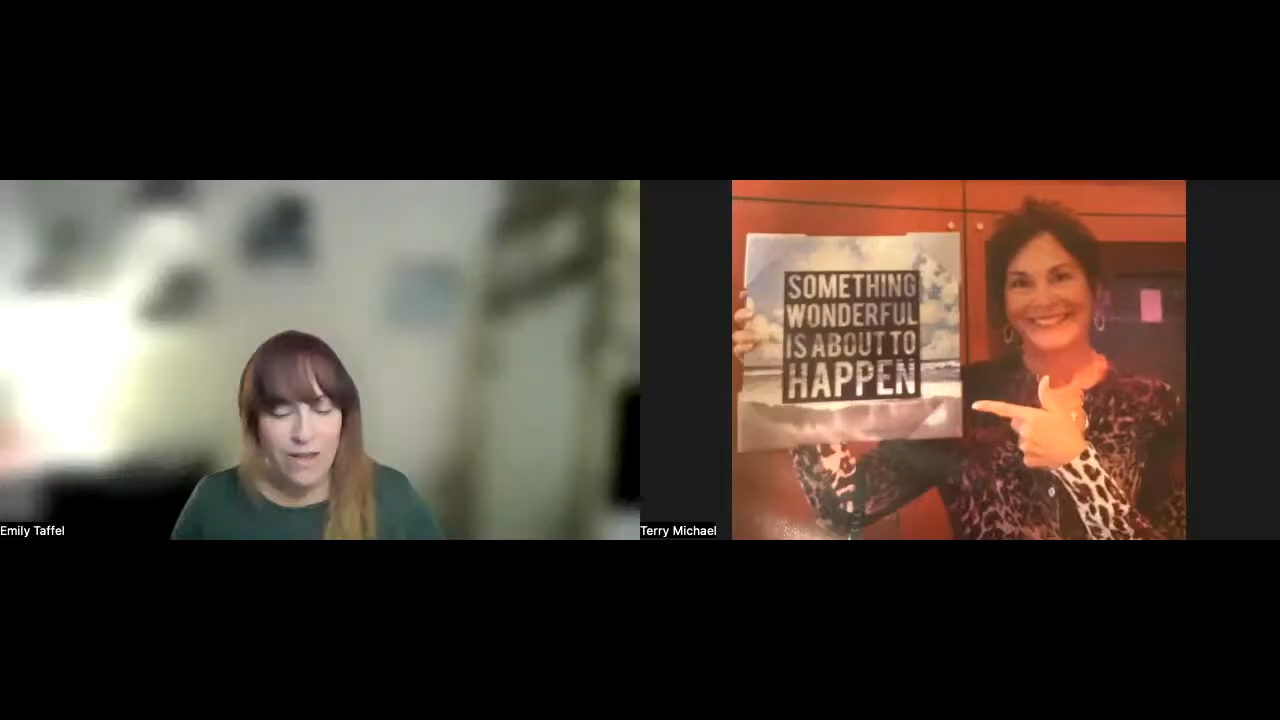 SOMETHING
WONDERFUL
IS ABOUT TO
HAPPEN
Emily Taffel
Terry Michael